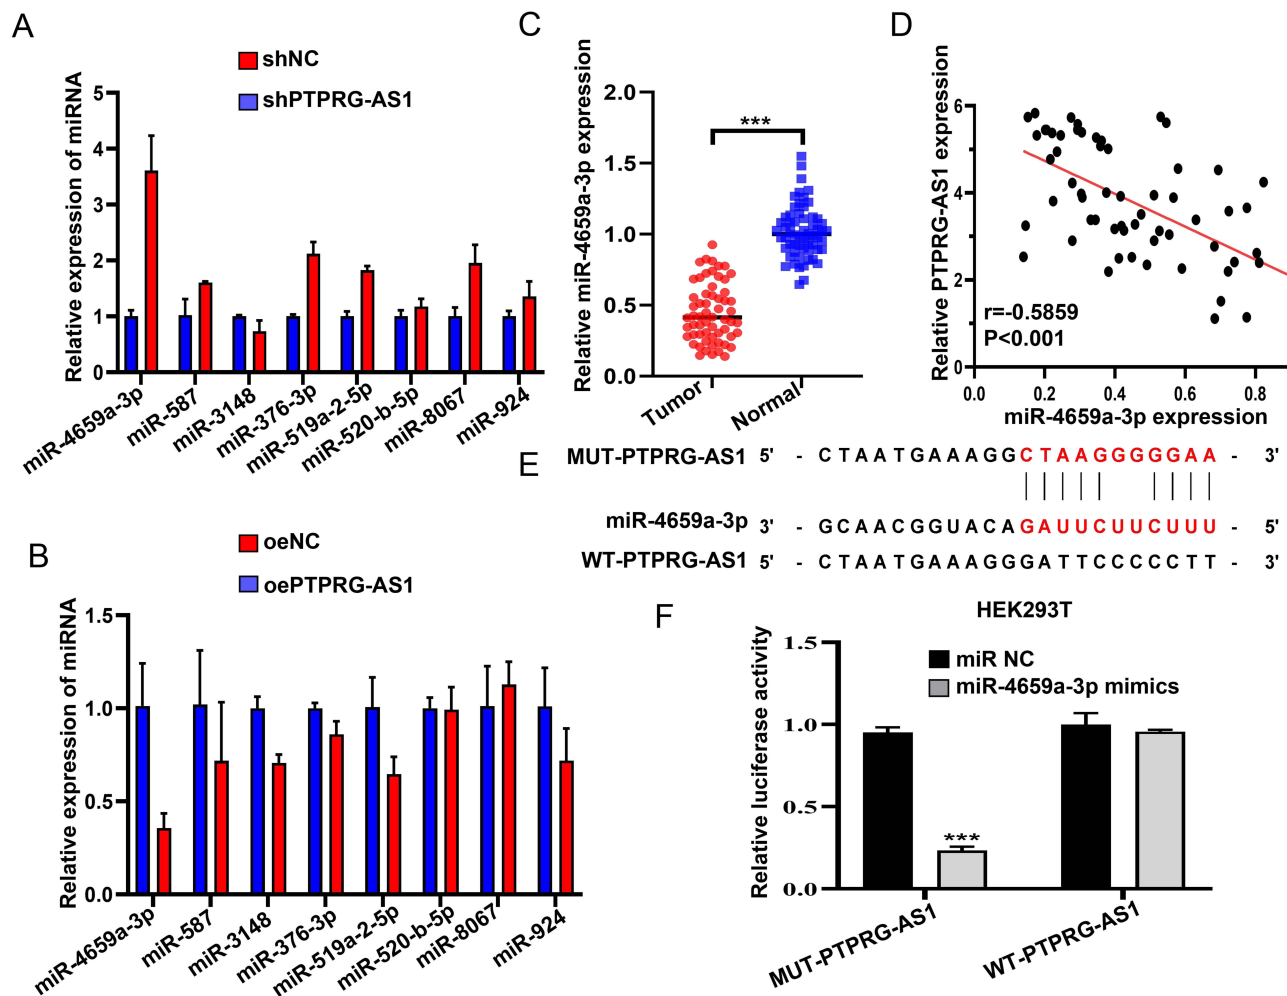 A
shNC
shPTPRG-AS1
Relative expression of miRNA
5
4
3
2
1
0
miR-4659a-3p
miR-587
miR-3148
miR-376-3p
miR-519a-2-5p
miR-520-b-5p
miR-8067
miR-924
B
oeNC
oePTPRG-AS1
Relative expression of miRNA
1.5
1.0
0.5
0.0
miR-4659a-3p
miR-587
miR-3148
miR-376-3p
miR-519a-2-5p
miR-520-b-5p
miR-8067
miR-924
C
Relative miR-4659a-3p expression
2.0
1.5
1.0
0.5
0.0
***
Tumor
Normal
D
Relative PTPRG-AS1 expression
6
4
2
0
r=-0.5859
P<0.001
0.0 0.2 0.4 0.6 0.8
miR-4659a-3p expression
E
MUT-PTPRG-AS1 5' - C T A A T G A A A G G C T A A G G G G G A A - 3'
miR-4659a-3p 3' - G C A A C G G U A C A G A U U C U U C U U U - 5'
WT-PTPRG-AS1 5' - C T A A T G A A A G G G A T T C C C C C T T - 3'
F
HEK293T
miR NC
miR-4659a-3p mimics
Relative luciferase activity
1.5
1.0
0.5
0.0
***
MUT-PTPRG-AS1
WT-PTPRG-AS1